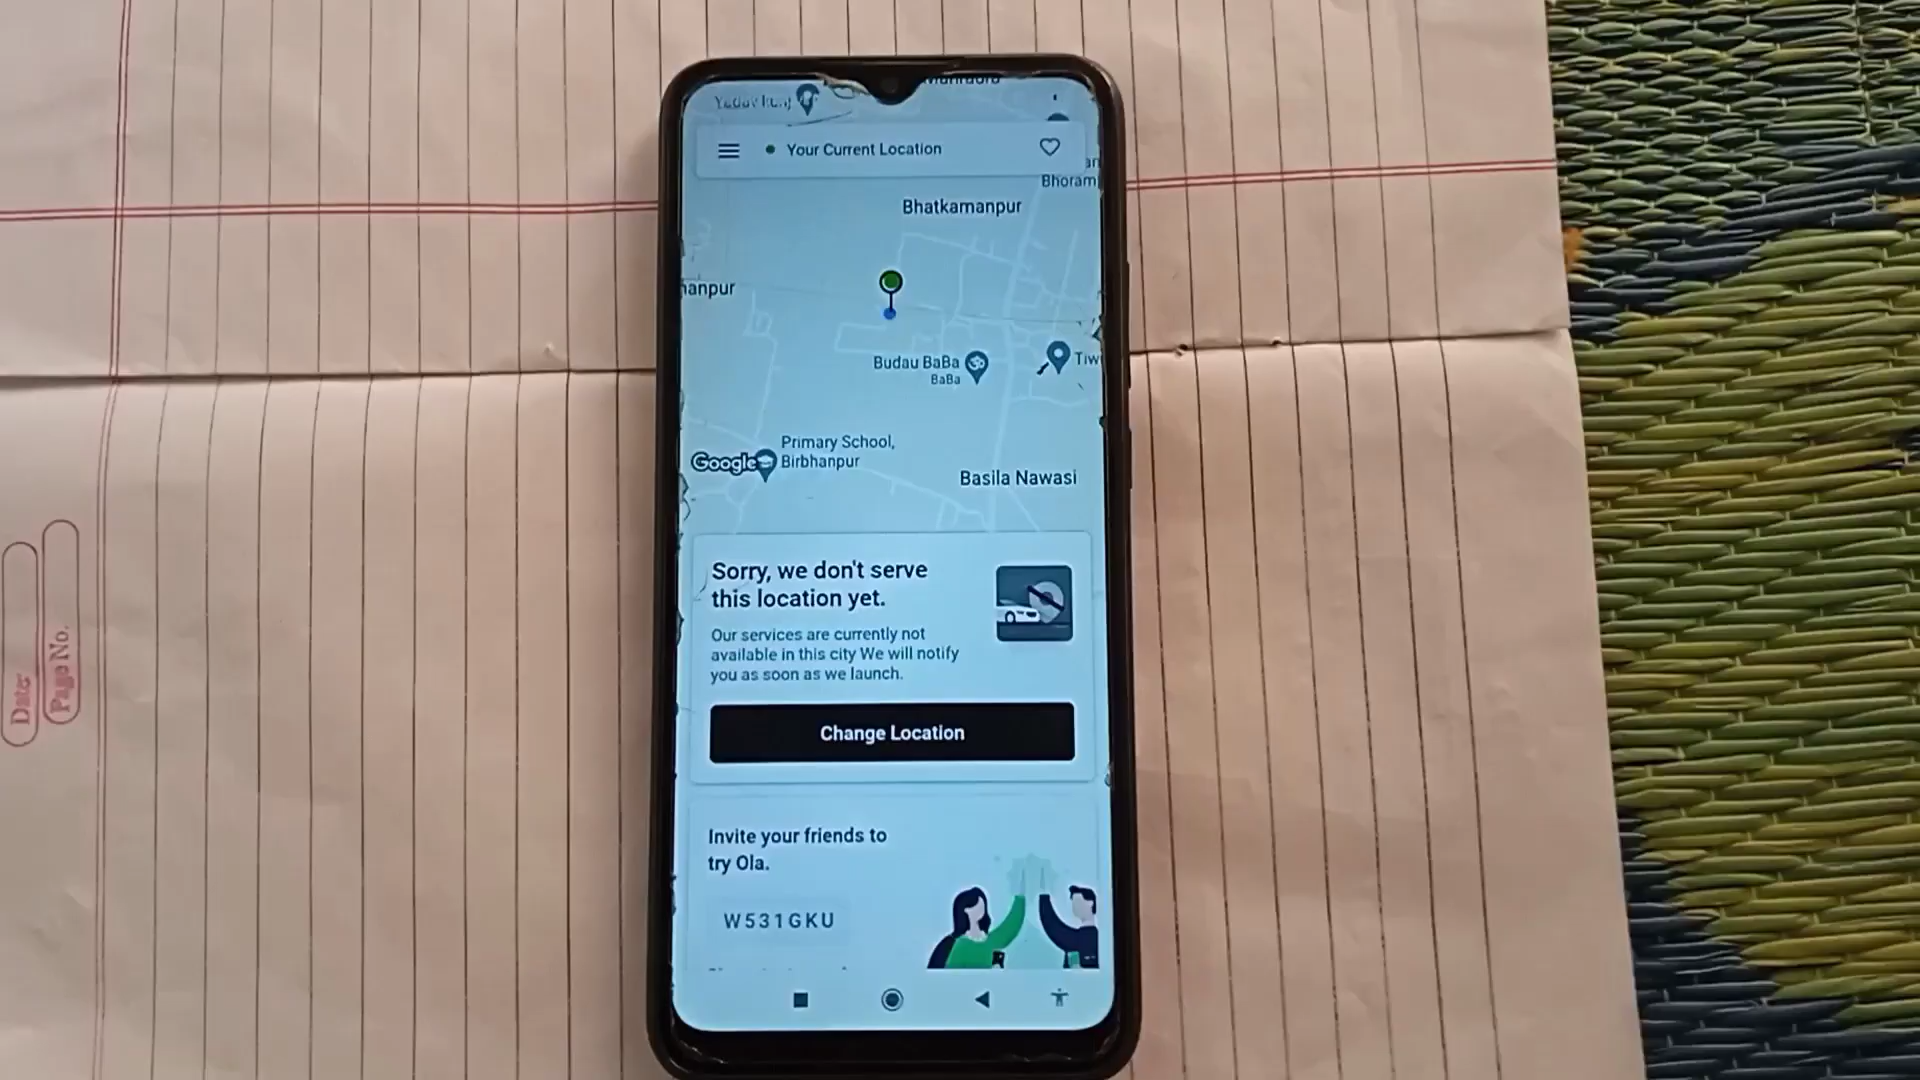 Your Current Location
Bhoram
Bhatkamanpur
hanpur
Budau BaBa
BaBa
Tiw
Primary School,
Birbhanpur
Google
Basila Nawasi
Sorry, we don't serve
this location yet.
Our services are currently not
available in this city We will notify
you as soon as we launch.
Change Location
Invite your friends to
try Ola.
W531GKU
Date
Page No.